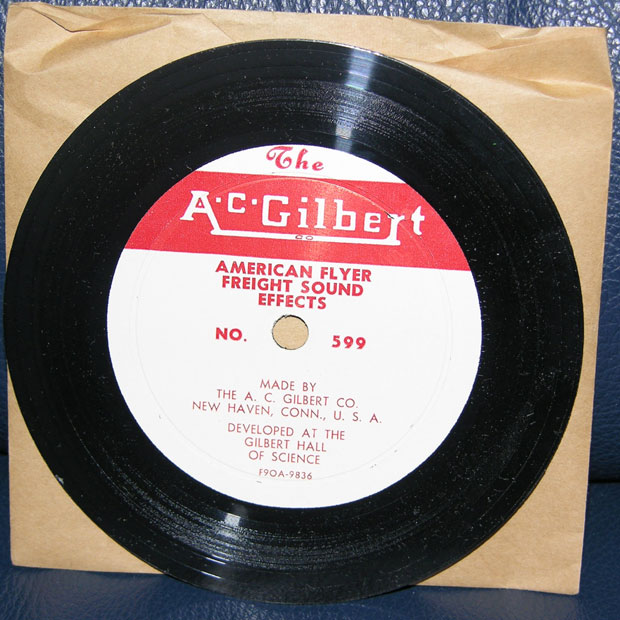 The
A·C·Gilbert
CO
AMERICAN FLYER
FREIGHT SOUND
EFFECTS
NO. 599
MADE BY
THE A. C. GILBERT CO.
NEW HAVEN, CONN., U. S. A.
DEVELOPED AT THE
GILBERT HALL
OF SCIENCE
F9OA-9836